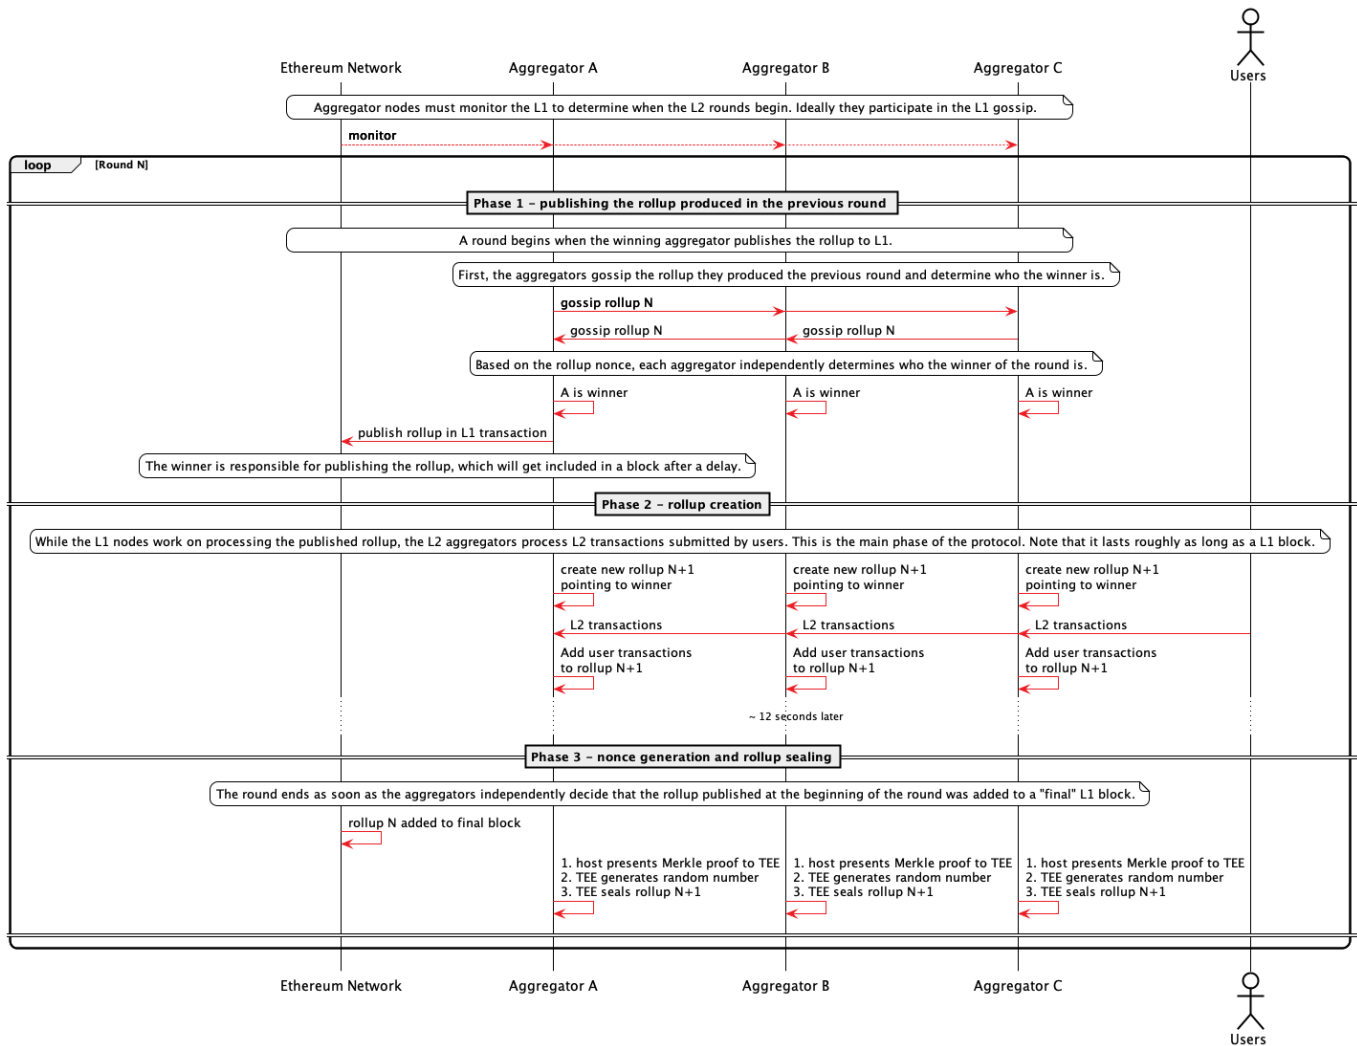 Users
Ethereum Network
Aggregator A
Aggregator B
Aggregator C
Aggregator nodes must monitor the L1 to determine when the L2 rounds begin. Ideally they participate in the L1 gossip.
monitor
loop
[Round N]
Phase 1 – publishing the rollup produced in the previous round
A round begins when the winning aggregator publishes the rollup to L1.
First, the aggregators gossip the rollup they produced the previous round and determine who the winner is.
gossip rollup N
gossip rollup N
gossip rollup N
Based on the rollup nonce, each aggregator independently determines who the winner of the round is.
A is winner
A is winner
A is winner
publish rollup in L1 transaction
The winner is responsible for publishing the rollup, which will get included in a block after a delay.
Phase 2 – rollup creation
While the L1 nodes work on processing the published rollup, the L2 aggregators process L2 transactions submitted by users. This is the main phase of the protocol. Note that it lasts roughly as long as a L1 block.
create new rollup N+1
pointing to winner
create new rollup N+1
pointing to winner
create new rollup N+1
pointing to winner
L2 transactions
L2 transactions
L2 transactions
Add user transactions
to rollup N+1
Add user transactions
to rollup N+1
Add user transactions
to rollup N+1
~ 12 seconds later
Phase 3 – nonce generation and rollup sealing
The round ends as soon as the aggregators independently decide that the rollup published at the beginning of the round was added to a "final" L1 block.
rollup N added to final block
1. host presents Merkle proof to TEE
2. TEE generates random number
3. TEE seals rollup N+1
1. host presents Merkle proof to TEE
2. TEE generates random number
3. TEE seals rollup N+1
1. host presents Merkle proof to TEE
2. TEE generates random number
3. TEE seals rollup N+1
Ethereum Network
Aggregator A
Aggregator B
Aggregator C
Users